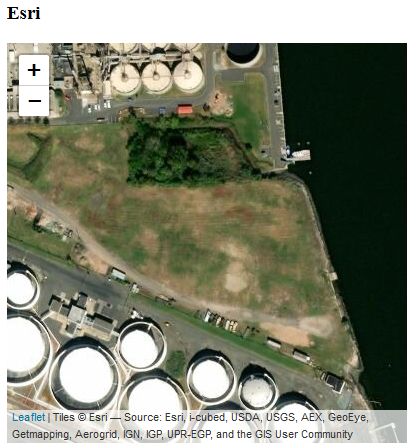 Esri
+
−
Leaflet | Tiles © Esri — Source: Esri, i-cubed, USDA, USGS, AEX, GeoEye,
Getmapping, Aerogrid, IGN, IGP, UPR-EGP, and the GIS User Community